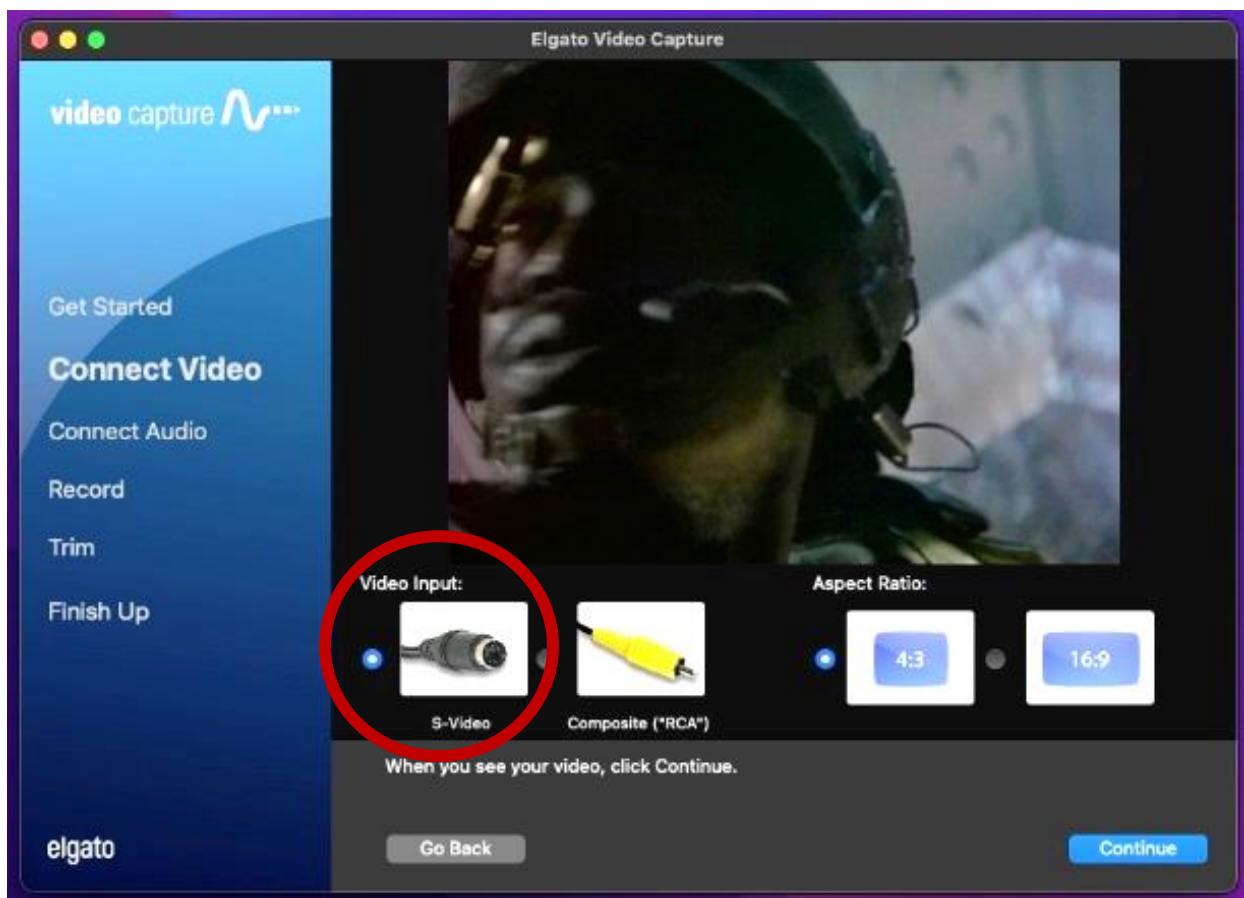 Elgato Video Capture
video capture
Get Started
Connect Video
Connect Audio
Record
Trim
Finish Up
elgato
Video Input:
S-Video
Composite ("RCA")
Aspect Ratio:
4:3
16:9
When you see your video, click Continue.
Go Back
Continue